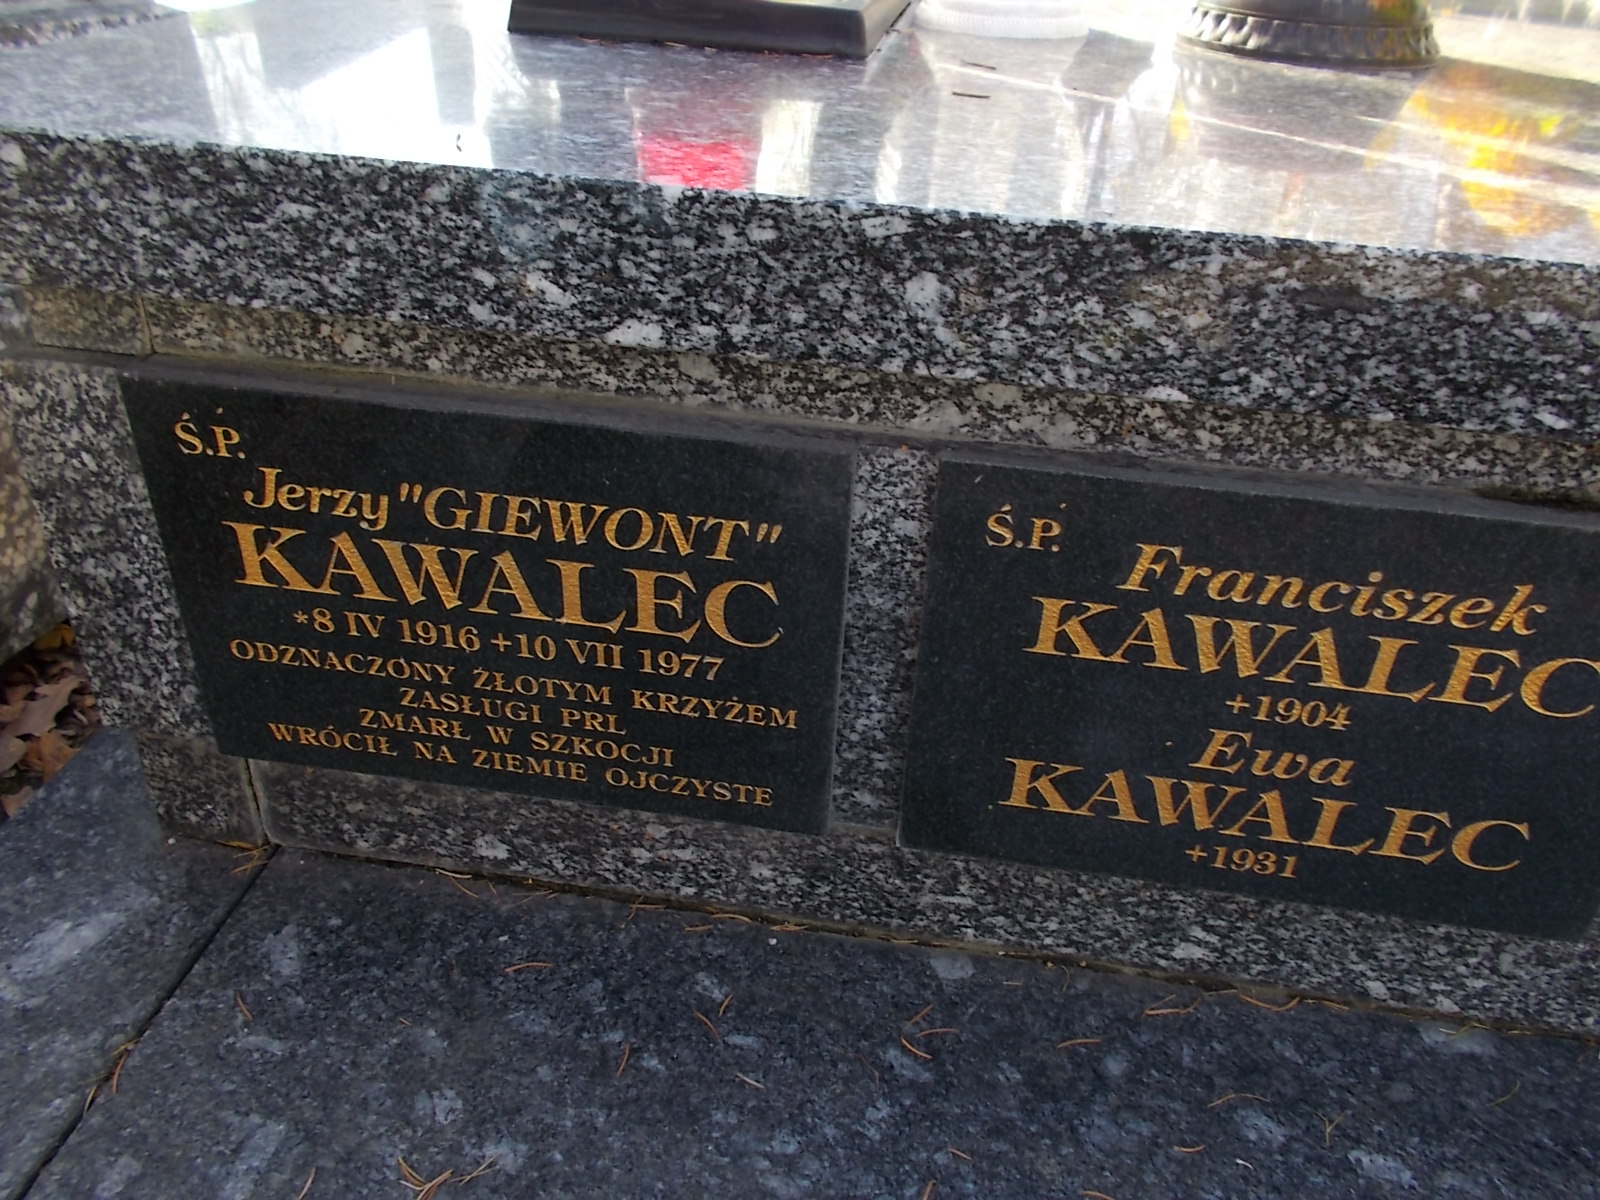 Ś.P.
Jerzy "GIEWONT"
KAWALEC
*8 IV 1916 +10 VII 1977
ODZNACZONY ZŁOTYM KRZYŻEM
ZASŁUGI PRL
ZMARŁ W SZKOCJI
WRÓCIŁ NA ZIEMIE OJCZYSTE
Ś.P.
Franciszek
KAWALEC
+1904
Ewa
KAWALEC
+1931